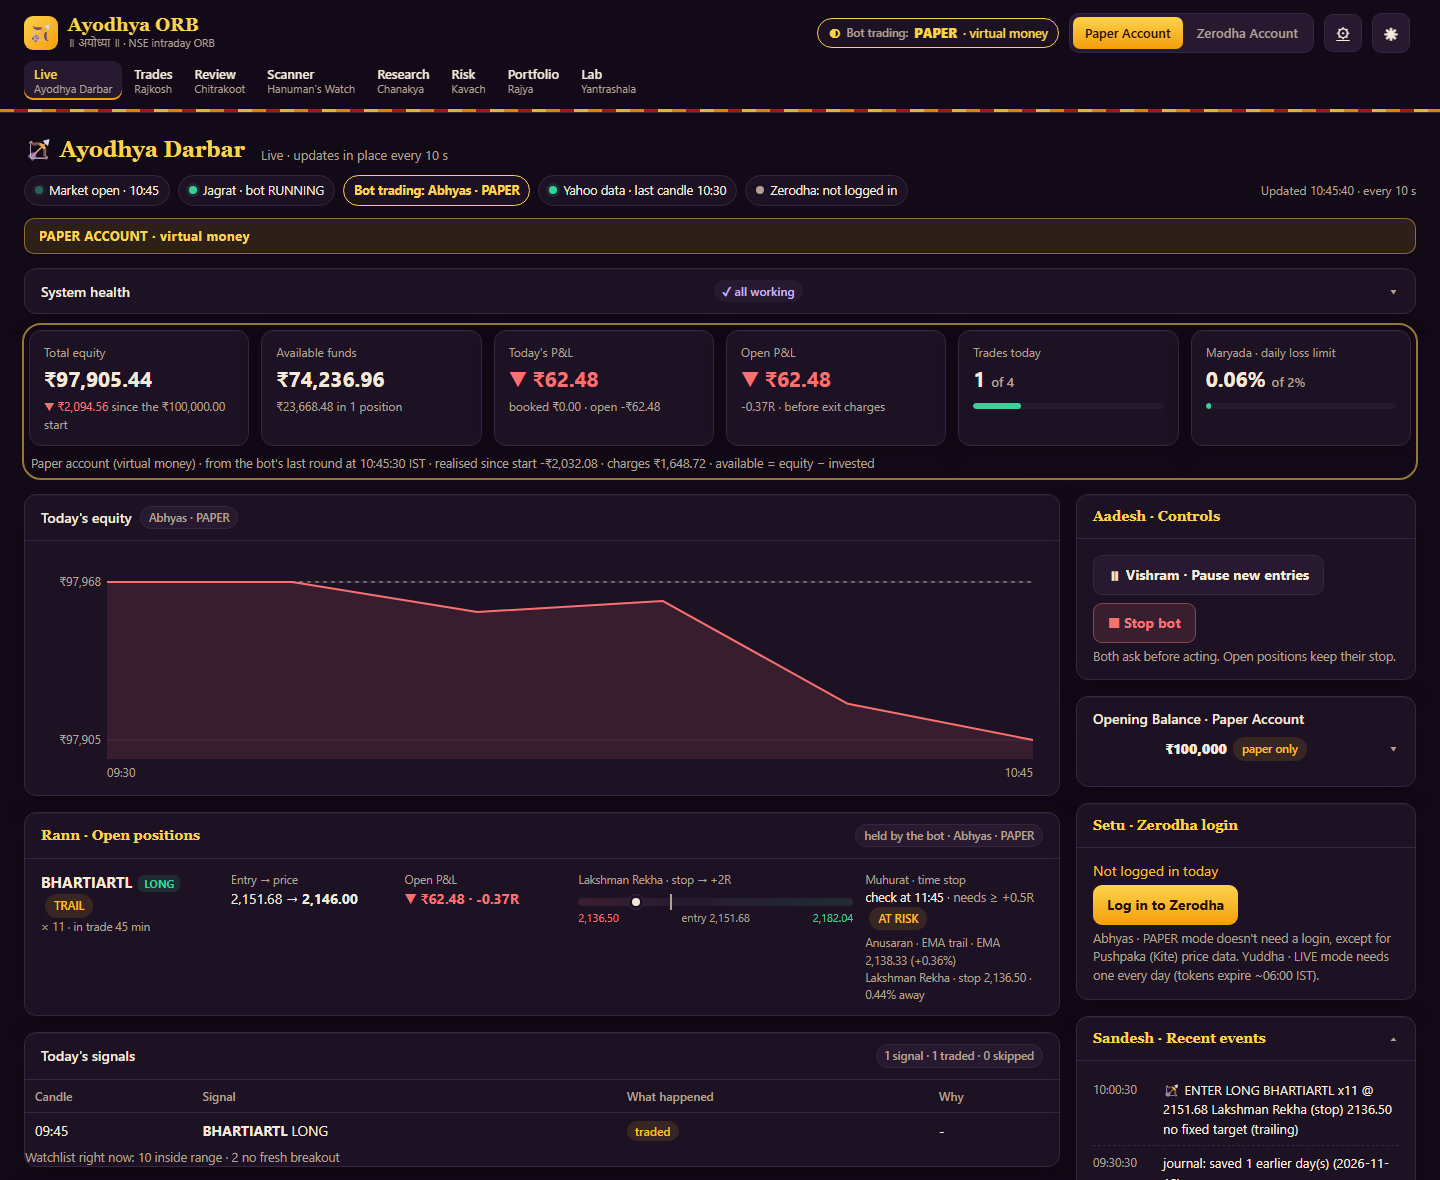 Ayodhya ORB
॥ अयोध्या ॥ · NSE intraday ORB
Bot trading: PAPER · virtual money
Paper Account
Zerodha Account
Live
Ayodhya Darbar
Trades
Rajkosh
Review
Chitrakoot
Scanner
Hanuman's Watch
Research
Chanakya
Risk
Kavach
Portfolio
Rajya
Lab
Yantrashala
Ayodhya Darbar
Live · updates in place every 10 s
Market open · 10:45
Jagrat · bot RUNNING
Bot trading: Abhyas · PAPER
Yahoo data · last candle 10:30
Zerodha: not logged in
Updated 10:45:40 · every 10 s
PAPER ACCOUNT · virtual money
System health
✓ all working
Total equity
₹97,905.44
▼ ₹2,094.56 since the ₹100,000.00
start
Available funds
₹74,236.96
₹23,668.48 in 1 position
Today's P&L
▼ ₹62.48
booked ₹0.00 · open -₹62.48
Open P&L
▼ ₹62.48
-0.37R · before exit charges
Trades today
1 of 4
Maryada · daily loss limit
0.06% of 2%
Paper account (virtual money) · from the bot's last round at 10:45:30 IST · realised since start -₹2,032.08 · charges ₹1,648.72 · available = equity − invested
Today's equity
Abhyas · PAPER
₹97,968
₹97,905
09:30
10:45
Aadesh · Controls
Vishram · Pause new entries
Stop bot
Both ask before acting. Open positions keep their stop.
Opening Balance · Paper Account
₹100,000 paper only
Rann · Open positions
held by the bot · Abhyas · PAPER
BHARTIARTL LONG
TRAIL
× 11 · in trade 45 min
Entry → price
2,151.68 → 2,146.00
Open P&L
▼ ₹62.48 · -0.37R
Lakshman Rekha · stop → +2R
2,136.50
entry 2,151.68
2,182.04
Muhurat · time stop
check at 11:45 · needs ≥ +0.5R
AT RISK
Anusaran · EMA trail · EMA
2,138.33 (+0.36%)
Lakshman Rekha · stop 2,136.50 ·
0.44% away
Setu · Zerodha login
Not logged in today
Log in to Zerodha
Abhyas · PAPER mode doesn't need a login, except for
Pushpaka (Kite) price data. Yuddha · LIVE mode needs
one every day (tokens expire ~06:00 IST).
Today's signals
1 signal · 1 traded · 0 skipped
Candle
Signal
What happened
Why
09:45
BHARTIARTL LONG
traded
-
Watchlist right now: 10 inside range · 2 no fresh breakout
Sandesh · Recent events
10:00:30
ENTER LONG BHARTIARTL x11 @
2151.68 Lakshman Rekha (stop) 2136.50
no fixed target (trailing)
09:30:30
journal: saved 1 earlier day(s) (2026-11-